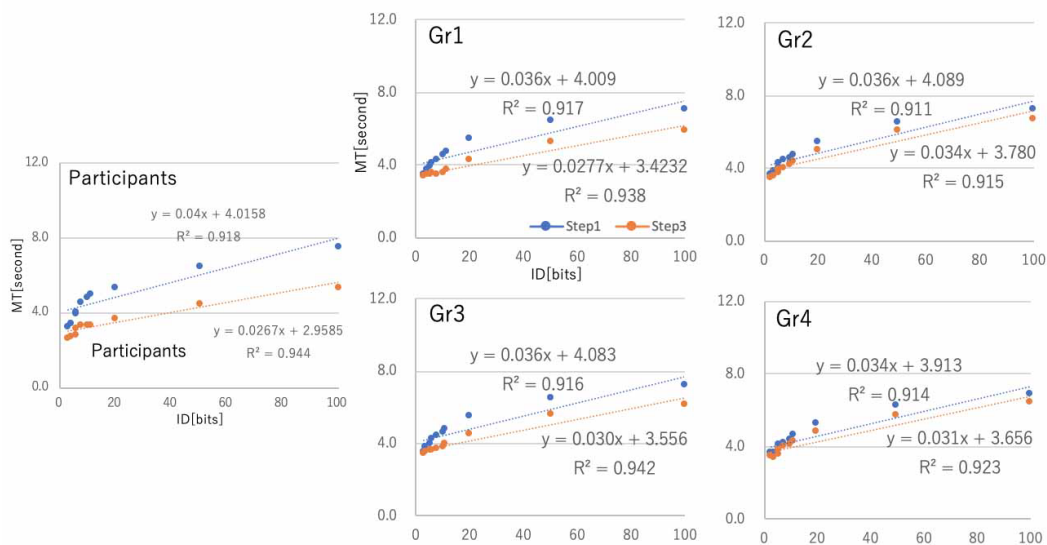 Participants
y = 0.04x + 4.0158
R² = 0.918
y = 0.0267x + 2.9585
Participants
R² = 0.944
MT[second]
12.0
8.0
4.0
0.0
0 20 40 60 80 100
ID[bits]
Gr1
y = 0.036x + 4.009
R² = 0.917
y = 0.0277x + 3.4232
R² = 0.938
Step1 Step3
MT[second]
12.0
8.0
4.0
0.0
0 20 40 60 80 100
ID[bits]
Gr2
y = 0.036x + 4.089
R² = 0.911
y = 0.034x + 3.780
R² = 0.915
12.0
8.0
4.0
0.0
0 20 40 60 80 100
Gr3
y = 0.036x + 4.083
R² = 0.916
y = 0.030x + 3.556
R² = 0.942
12.0
8.0
4.0
0.0
0 20 40 60 80 100
Gr4
y = 0.034x + 3.913
R² = 0.914
y = 0.031x + 3.656
R² = 0.923
12.0
8.0
4.0
0.0
0 20 40 60 80 100